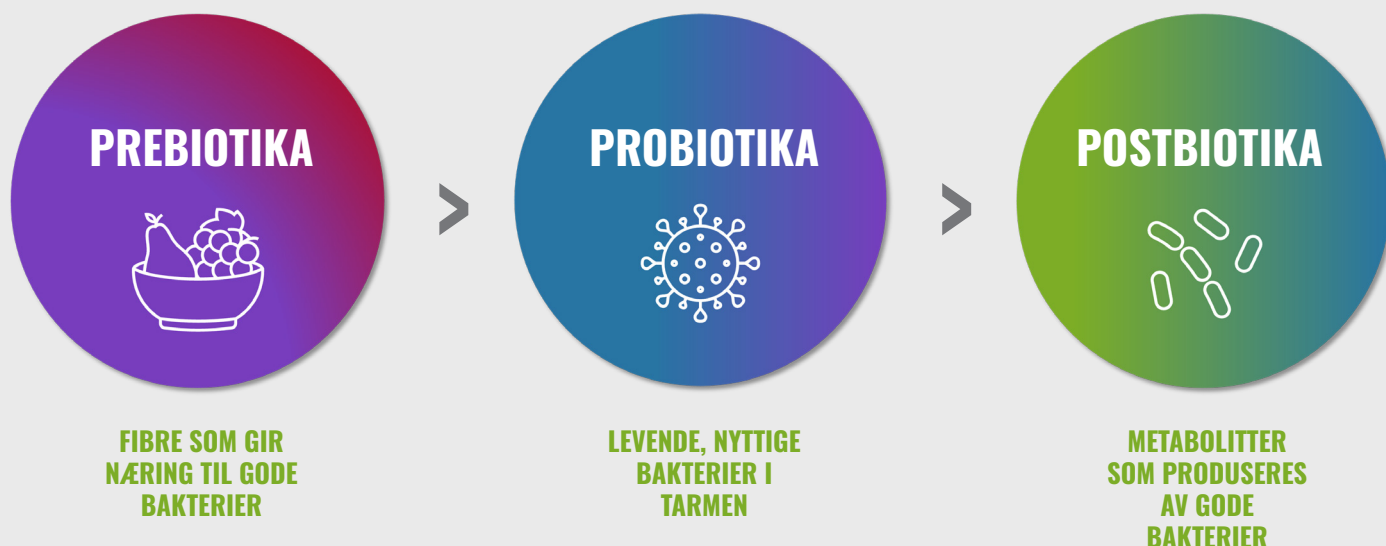 PREBIOTIKA
FIBRE SOM GIR
NÆRING TIL GODE
BAKTERIER
>
PROBIOTIKA
LEVENDE, NYTTIGE
BAKTERIER I
TARMEN
>
POSTBIOTIKA
METABOLITTER
SOM PRODUSERES
AV GODE
BAKTERIER